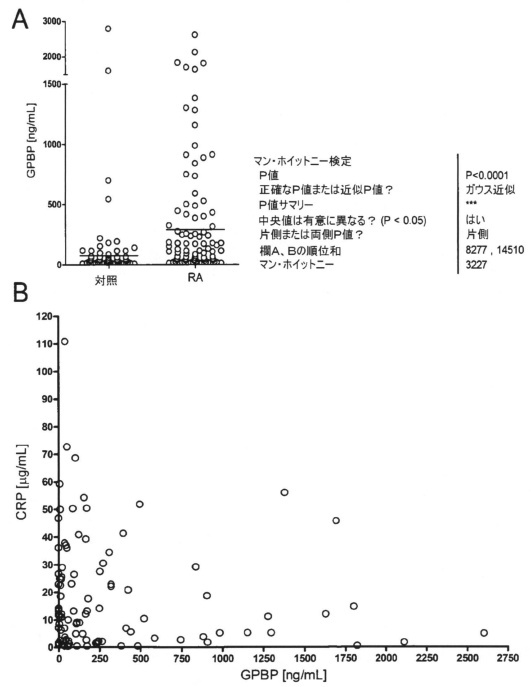 A
GPBP [ng/mL]
3000
2000
1500
1000
500
0
対照
RA
マン・ホイットニー検定
P値 P<0.0001
正確なP値または近似P値? ガウス近似
P値サマリー ***
中央値は有意に異なる? (P < 0.05) はい
片側または両側P値? 片側
欄A、Bの順位和 8277 , 14510
マン・ホイットニー 3227
B
CRP [μg/mL]
120
110
100
90
80
70
60
50
40
30
20
10
0
0 250 500 750 1000 1250 1500 1750 2000 2250 2500 2750
GPBP [ng/mL]